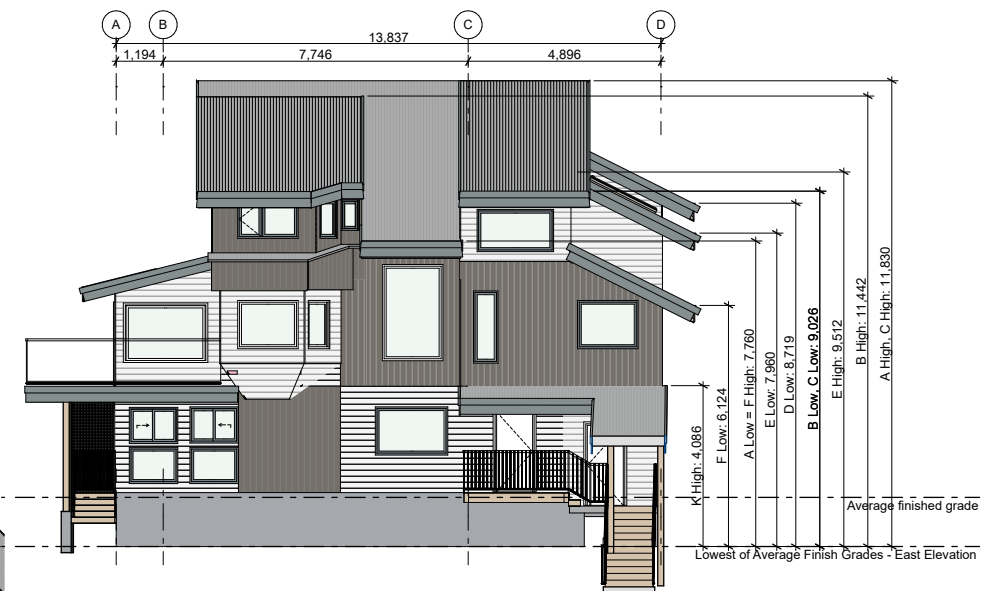 A B C D
13,837
1,194 7,746 4,896
K High: 4,086
F Low: 6,124
A Low = F High: 7,760
E Low: 7,960
D Low: 8,719
B Low, C Low: 9,026
E High: 9,512
B High: 11,442
A High, C High: 11,830
Average finished grade
Lowest of Average Finish Grades - East Elevation